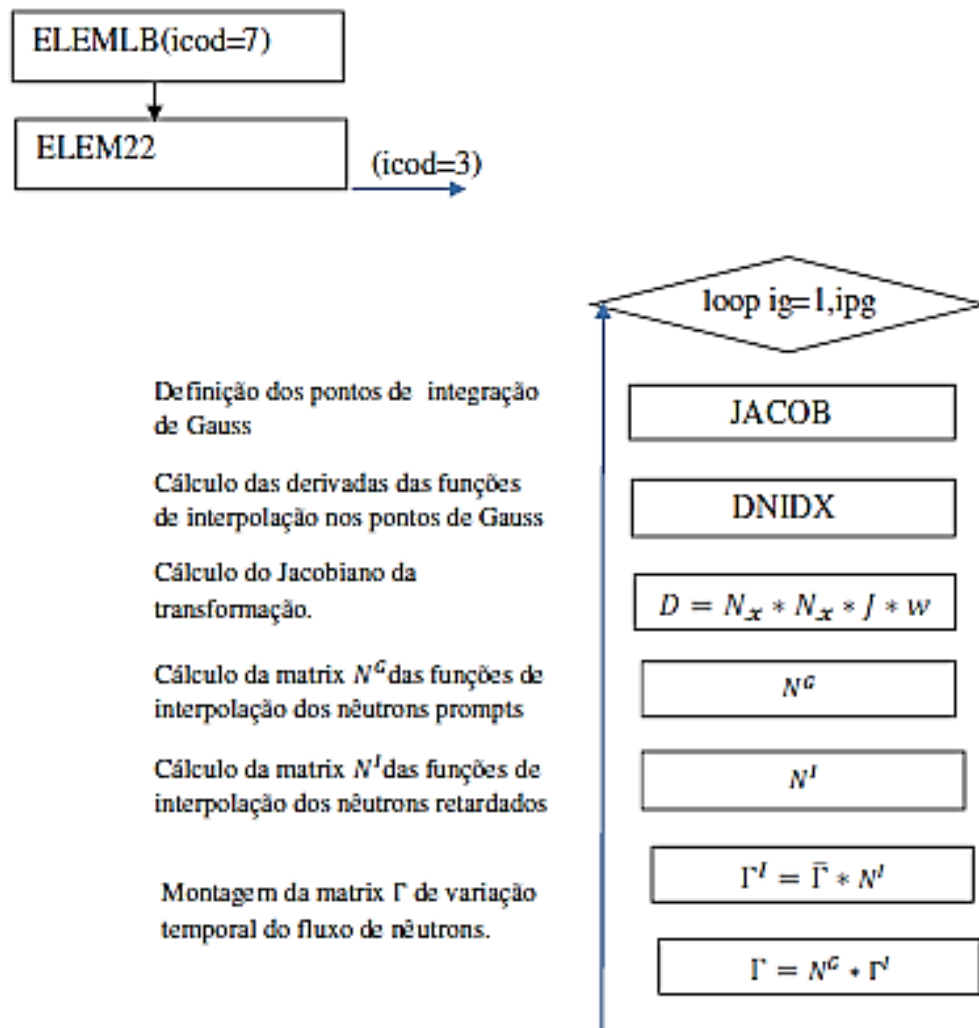 ELEMLB(icod=7)
ELEM22
(icod=3)
loop ig=1,ipg
Definição dos pontos de integração
de Gauss
JACOB
Cálculo das derivadas das funções
de interpolação nos pontos de Gauss
DNIDX
Cálculo do Jacobiano da
transformação.
D = N_x * N_x * J * w
Cálculo da matrix N^G das funções de
interpolação dos nêutrons prompts
N^G
Cálculo da matrix N^I das funções de
interpolação dos nêutrons retardados
N^I
Γ^I = Γ̅ * N^I
Montagem da matrix Γ de variação
temporal do fluxo de nêutrons.
Γ = N^G * Γ^I